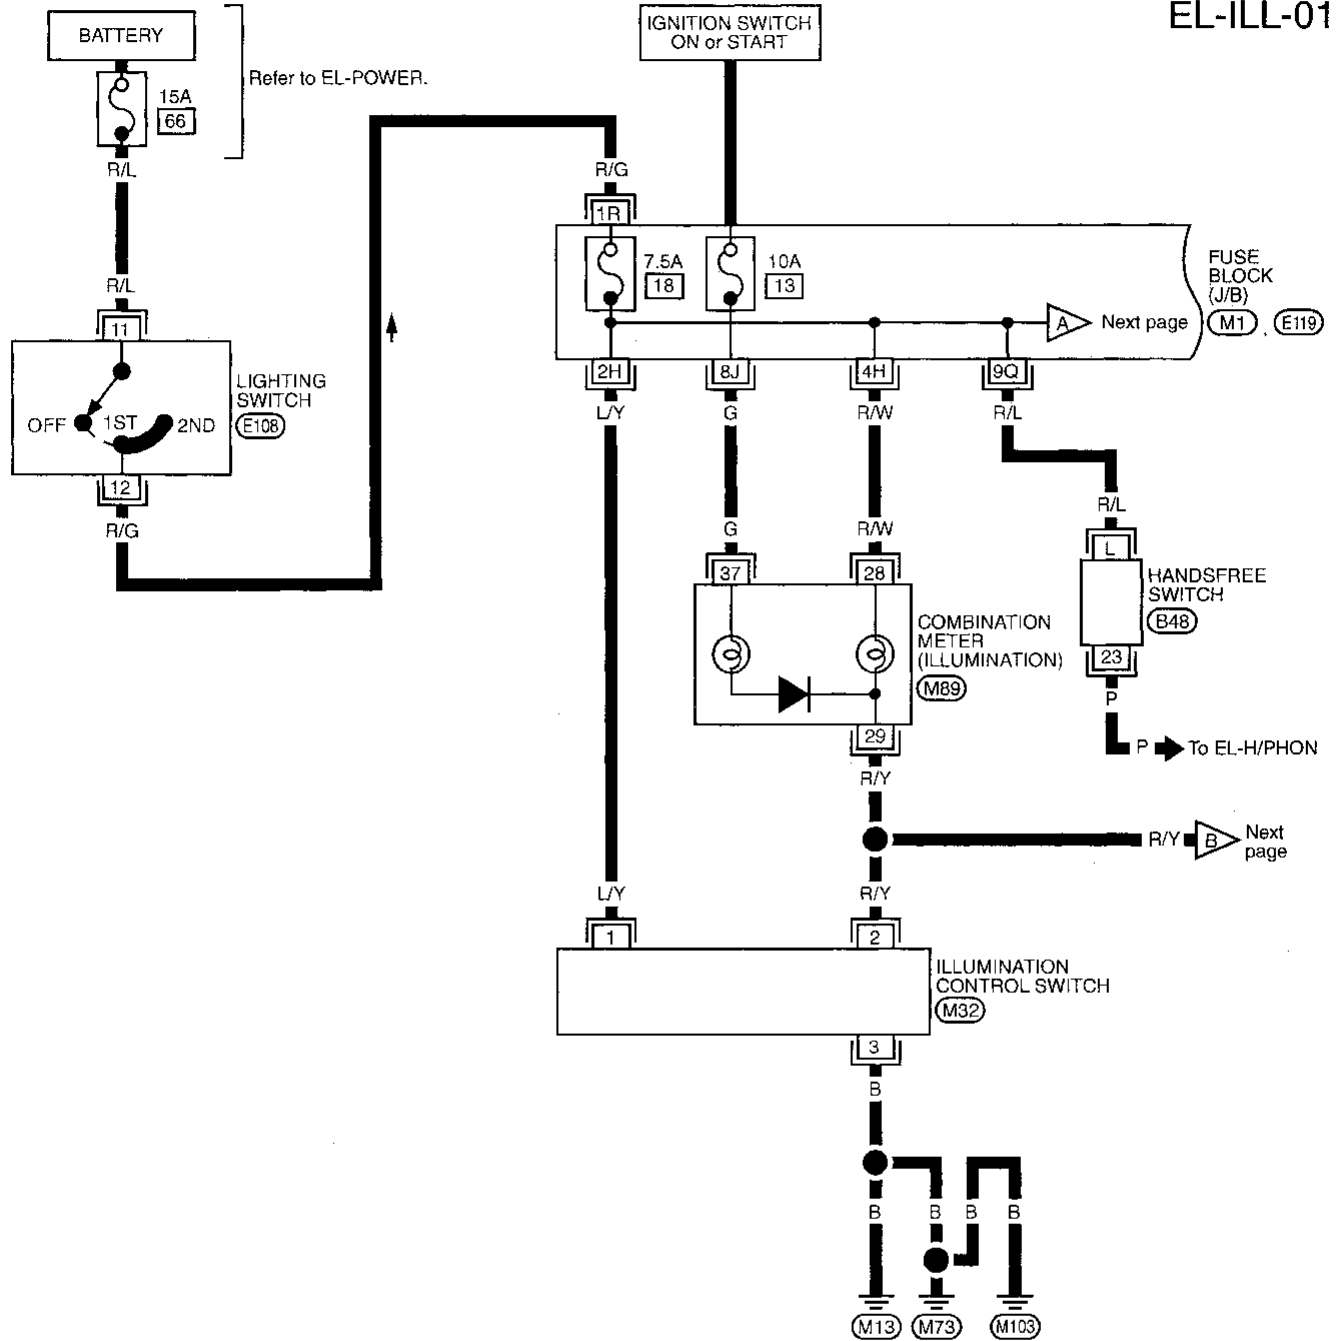 EL-ILL-01
BATTERY
IGNITION SWITCH
ON or START
Refer to EL-POWER.
15A
66
R/L
R/G
1R
7.5A
18
10A
13
FUSE
BLOCK
(J/B)
M1 , E119
A Next page
R/L
11
2H
8J
4H
9Q
LIGHTING
SWITCH
E108
OFF
1ST
2ND
L/Y
G
R/W
R/L
12
R/G
R/L
G
R/W
L
37
28
HANDSFREE
SWITCH
B48
COMBINATION
METER
(ILLUMINATION)
M89
23
P
29
P
To EL-H/PHON
R/Y
R/Y
B
Next
page
L/Y
R/Y
1
2
ILLUMINATION
CONTROL SWITCH
M32
3
B
B
B
B
B
M13
M73
M103